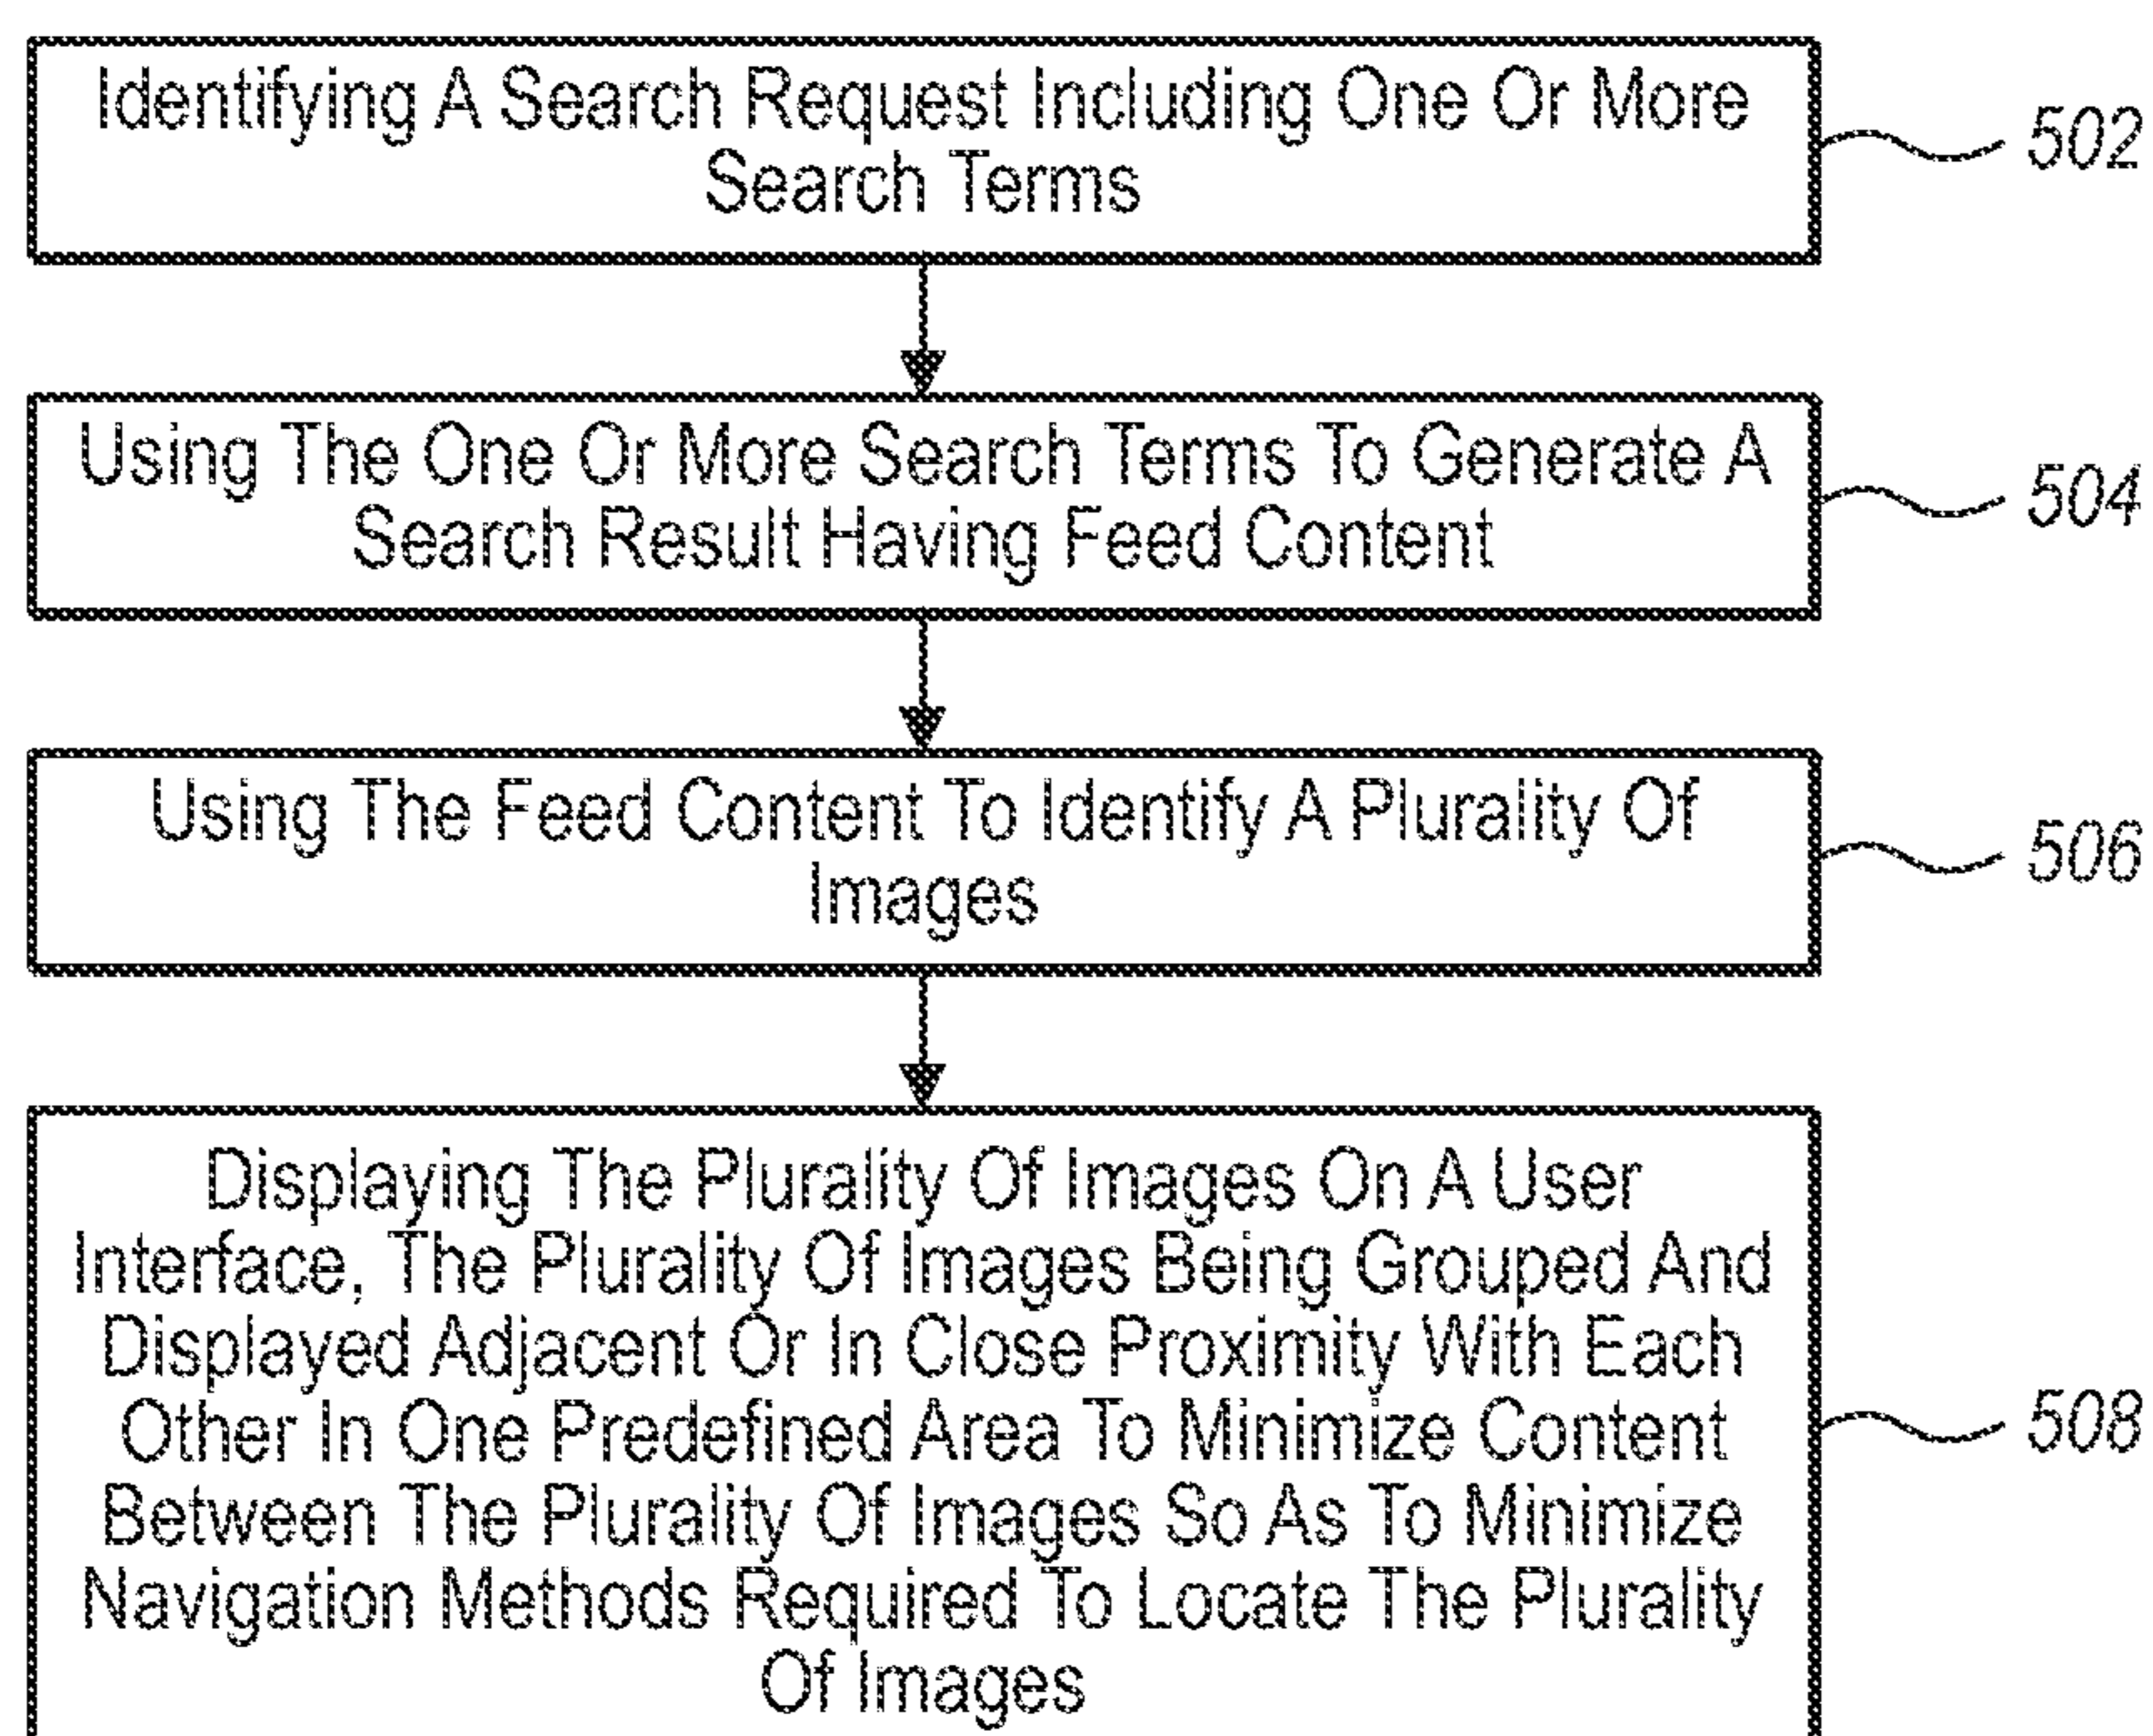 Identifying A Search Request Including One Or More
Search Terms
502
Using The One Or More Search Terms To Generate A
Search Result Having Feed Content
504
Using The Feed Content To Identify A Plurality Of
Images
506
Displaying The Plurality Of Images On A User
Interface, The Plurality Of Images Being Grouped And
Displayed Adjacent Or In Close Proximity With Each
Other In One Predefined Area To Minimize Content
Between The Plurality Of Images So As To Minimize
Navigation Methods Required To Locate The Plurality
Of Images
508